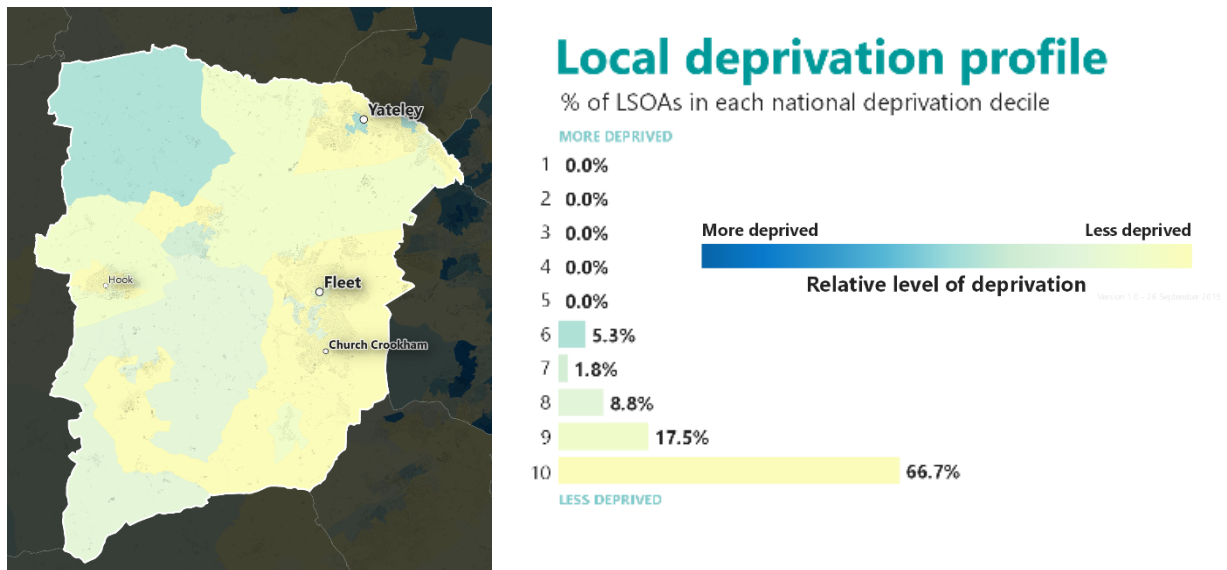 Yateley
Hook
Fleet
Church Crookham
Local deprivation profile
% of LSOAs in each national deprivation decile
MORE DEPRIVED
1 0.0%
2 0.0%
3 0.0%
4 0.0%
5 0.0%
6 5.3%
7 1.8%
8 8.8%
9 17.5%
10 66.7%
LESS DEPRIVED
More deprived Less deprived
Relative level of deprivation